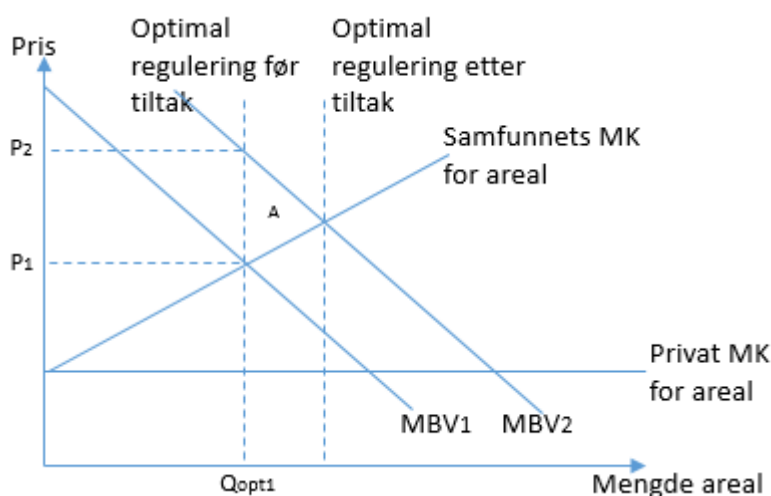 Pris
Optimal
regulering før
tiltak
Optimal
regulering etter
tiltak
P2
Samfunnets MK
for areal
A
P1
Privat MK
for areal
MBV1
MBV2
Qopt1
Mengde areal